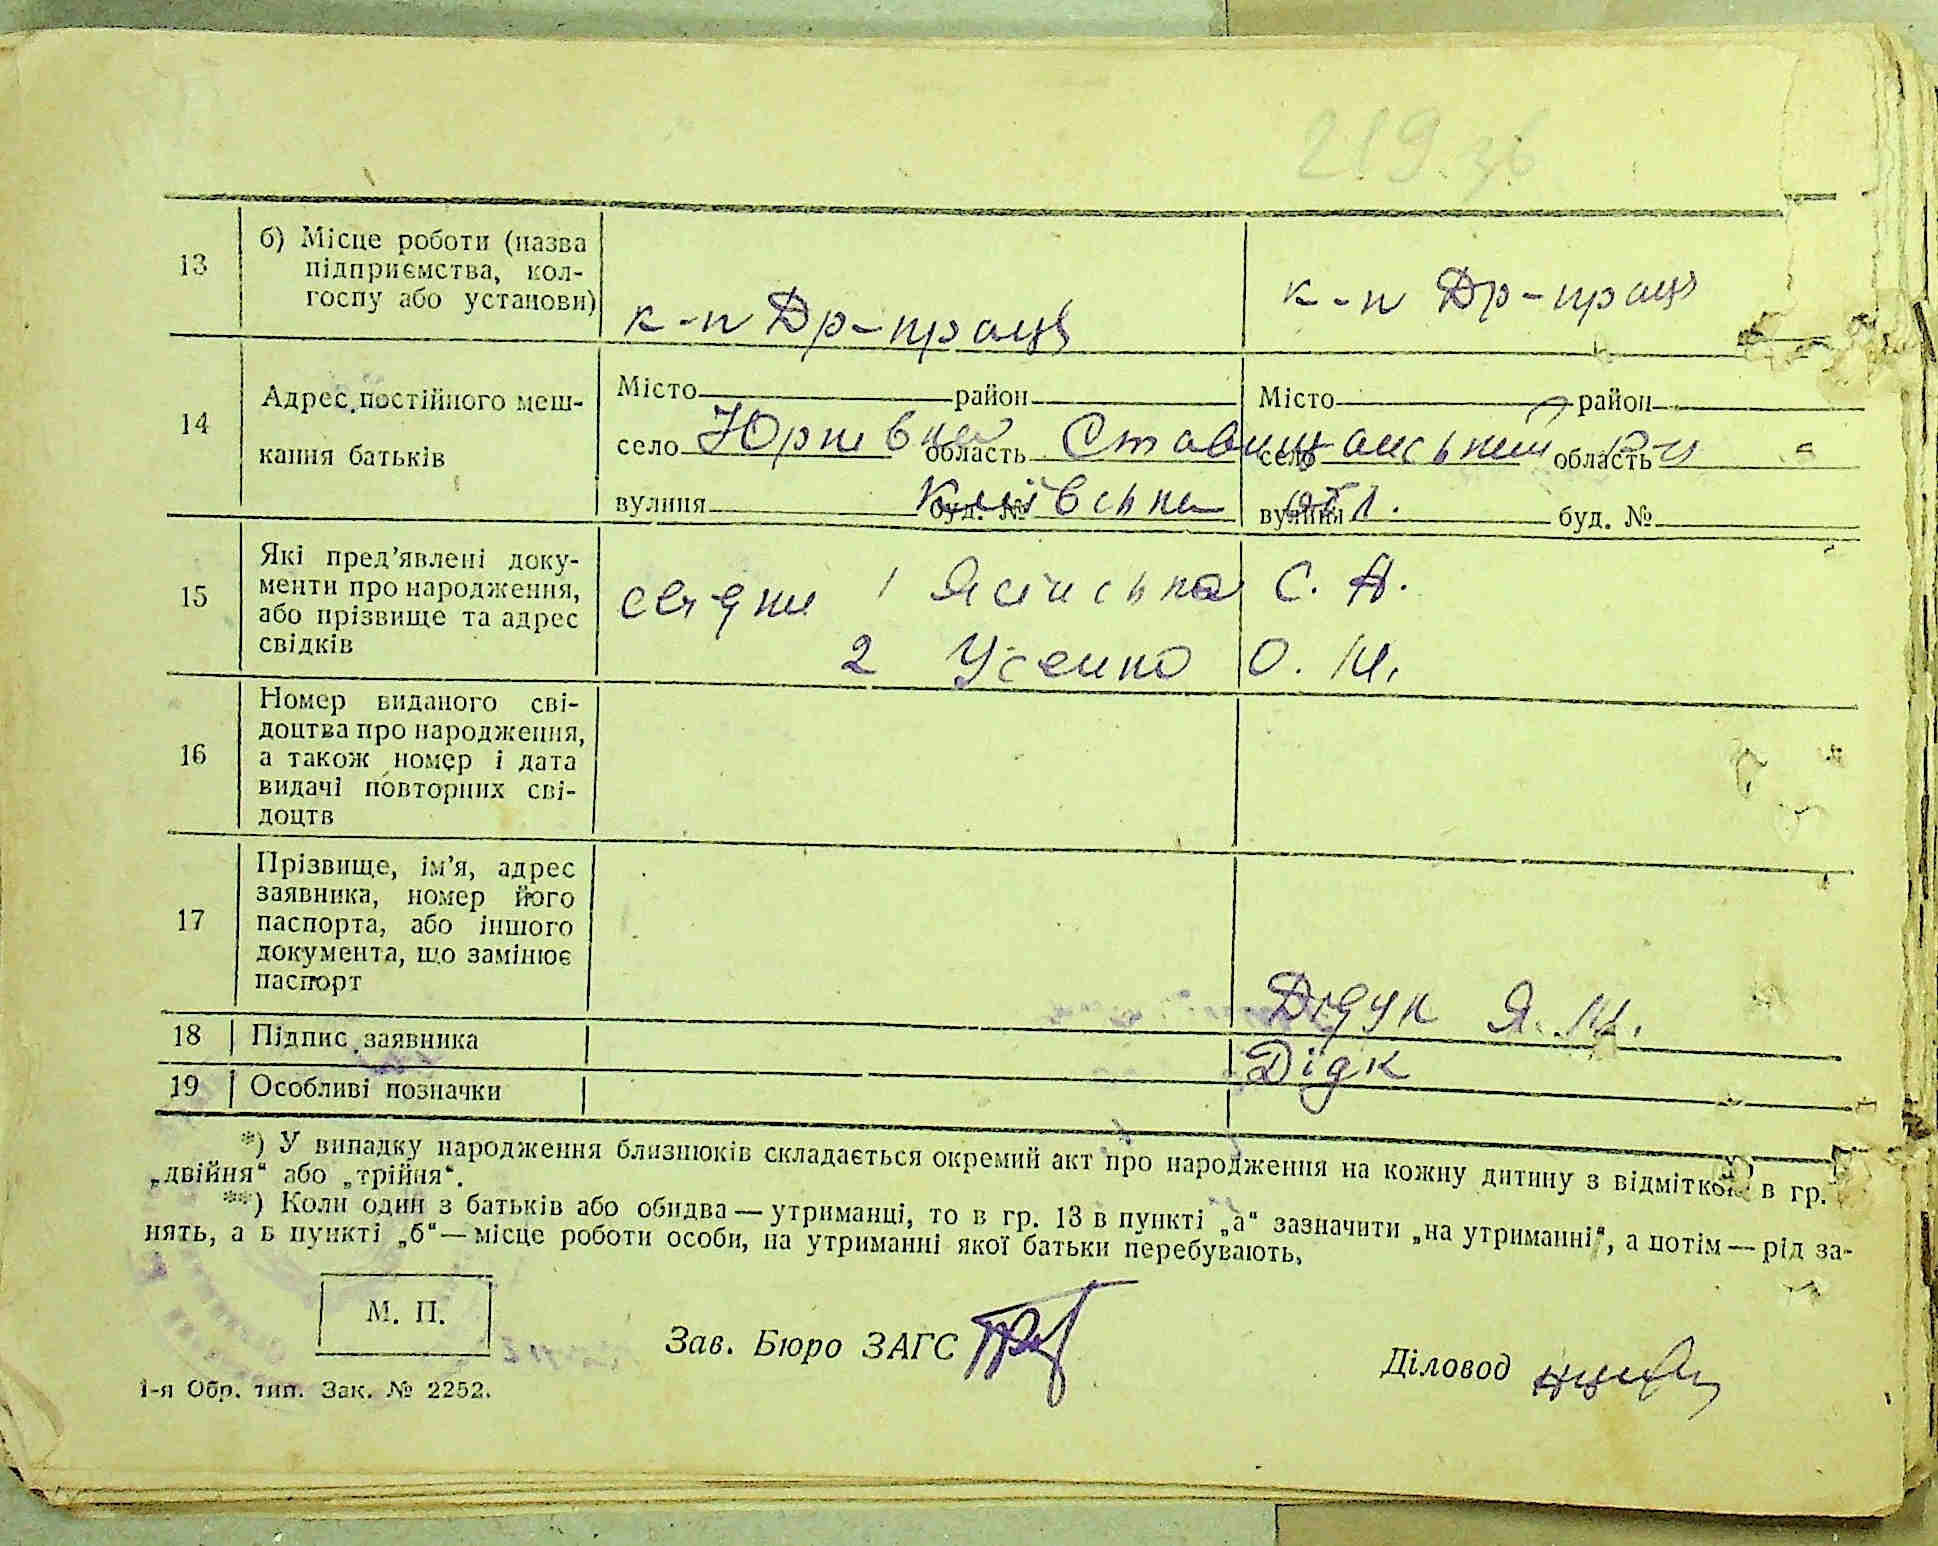 219 зв
13 б) Місце роботи (назва підприємства, кол-госпу або установи) к-п Др-праці к-п Др-праці
14 Адрес постійного меш-кання батьків
Місто район Місто район
село Юрківка область Ставищанський село р-н область
вулиця Київська буд. № вулиця обл. буд. №
15 Які пред'явлені доку-
менти про народження, свідки 1 Ясінська С. А.
або прізвище та адрес
свідків 2 Усенко О. М.
16 Номер виданого сві-
доцтва про народження,
а також номер і дата
видачі повторних сві-
доцтв
17 Прізвище, ім'я, адрес
заявника, номер його
паспорта, або іншого
документа, що замінює
паспорт Дідук Я. М.
18 Підпис заявника Дідк
19 Особливі позначки
*) У випадку народження близнюків складається окремий акт про народження на кожну дитину з відміткою в гр.
„двійня“ або „трійня“.
**) Коли один з батьків або обидва — утриманці, то в гр. 13 в пункті „а“ зазначити „на утриманні“, а потім — рід за-
нять, а в пункті „б“ — місце роботи особи, на утриманні якої батьки перебувають.
М. П.
Зав. Бюро ЗАГС
Діловод
1-я Обр. тип. Зак. № 2252.